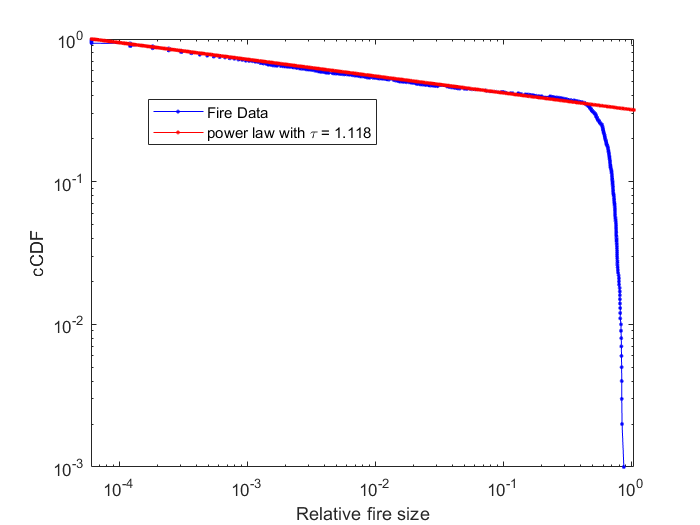 10^0
10^-1
10^-2
10^-3
cCDF
Fire Data
power law with τ = 1.118
10^-4 10^-3 10^-2 10^-1 10^0
Relative fire size